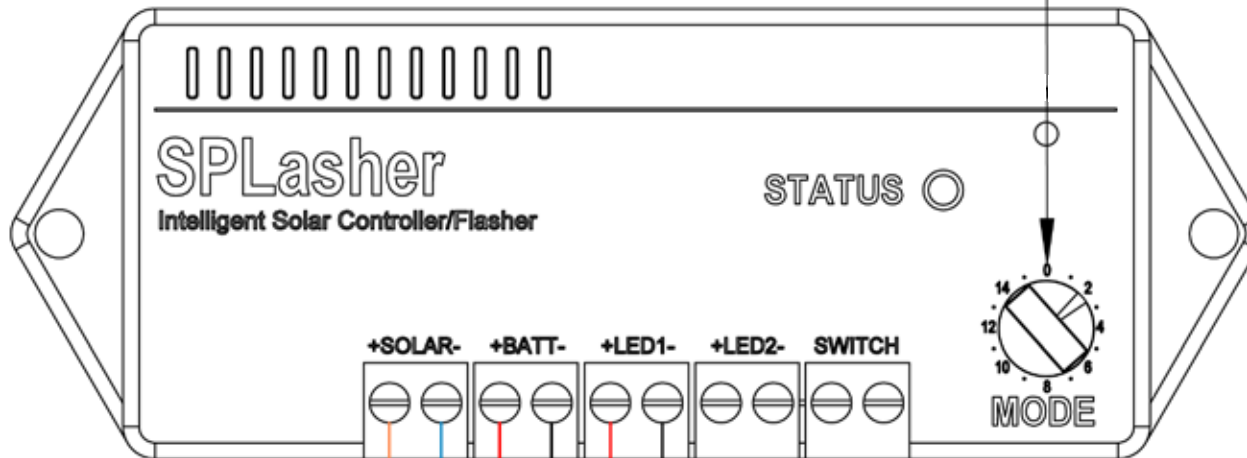 SPLasher
Intelligent Solar Controller/Flasher
STATUS
0
2
4
6
8
10
12
14
MODE
+SOLAR- +BATT- +LED1- +LED2- SWITCH